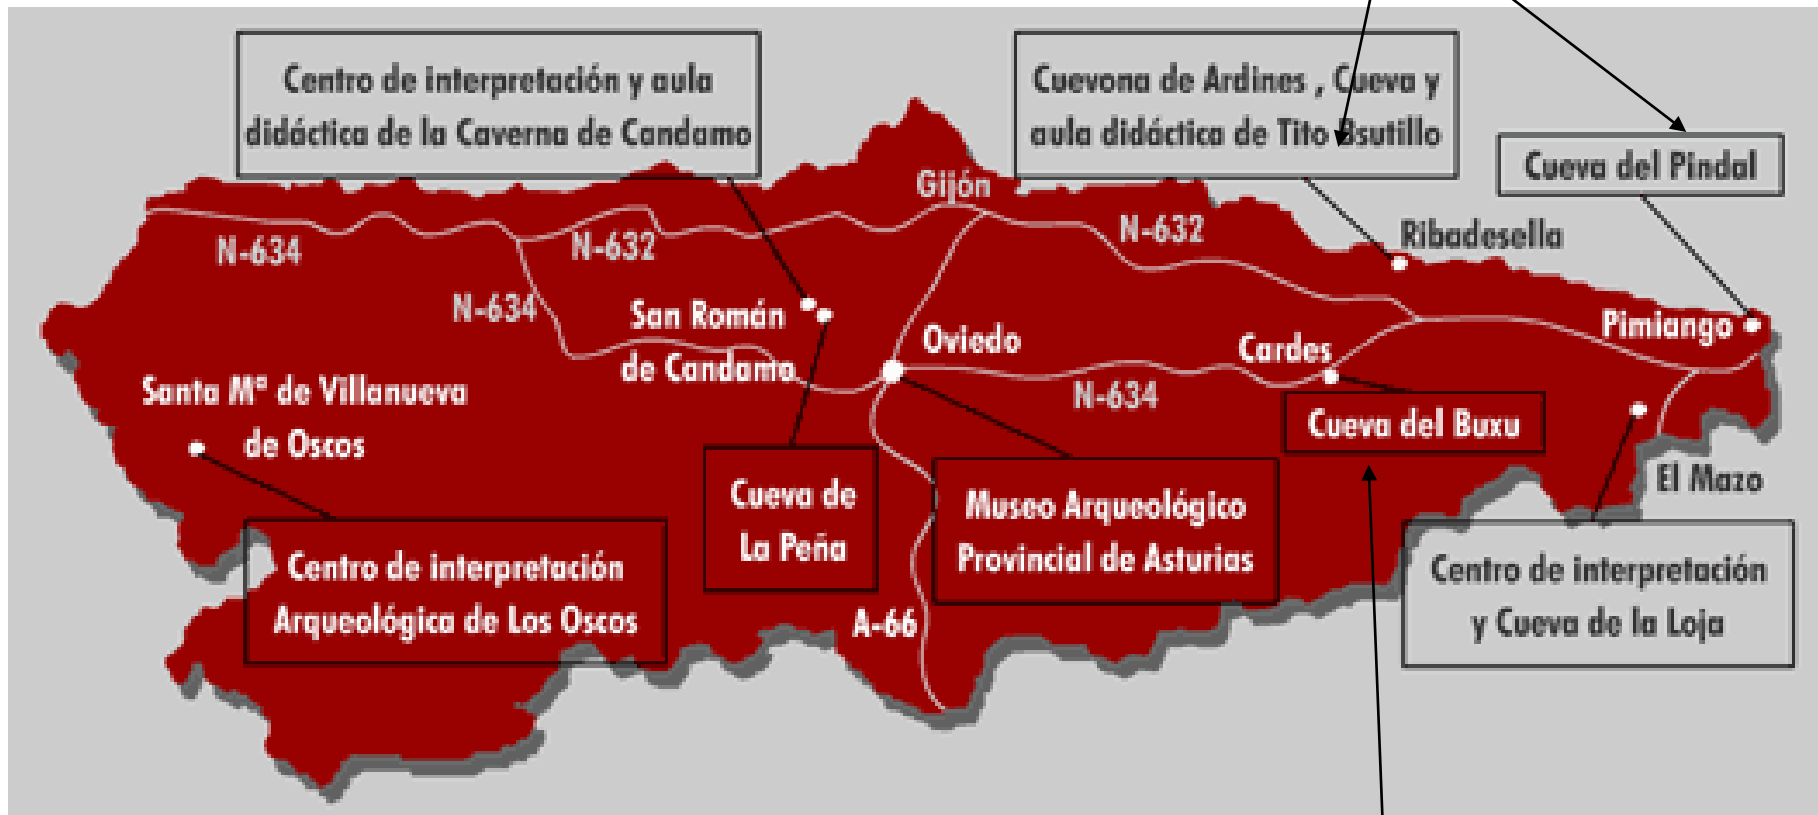 Centro de interpretación y aula
didáctica de la Caverna de Candamo
Cuevona de Ardines , Cueva y
aula didáctica de Tito Bsutillo
Cueva del Pindal
Gijón
N-634
N-632
N-632
Ribadesella
N-634
San Román
de Candamo
Oviedo
Cardes
Pimiango
Santa Mª de Villanueva
de Oscos
N-634
Cueva del Buxu
El Mazo
Cueva de
La Peña
Museo Arqueológico
Provincial de Asturias
Centro de interpretación
Arqueológica de Los Oscos
A-66
Centro de interpretación
y Cueva de la Loja